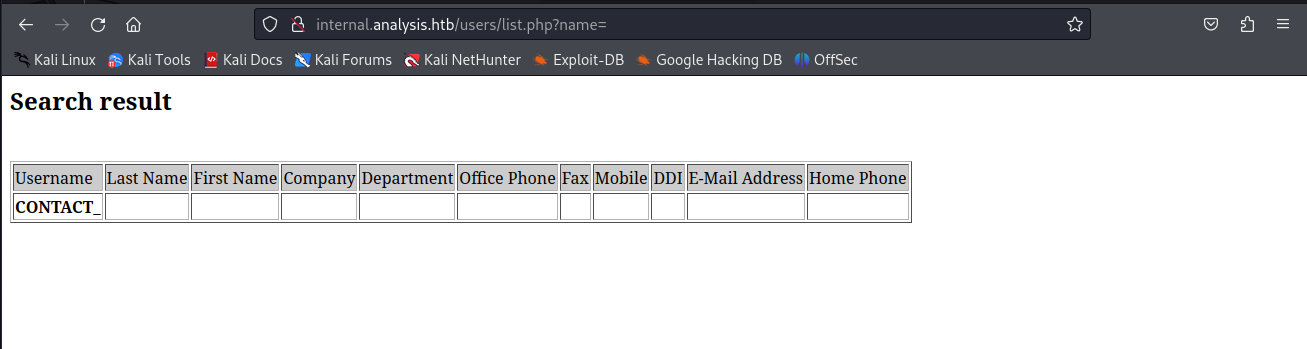 internal.analysis.htb/users/list.php?name=
Kali Linux Kali Tools Kali Docs Kali Forums Kali NetHunter Exploit-DB Google Hacking DB OffSec
Search result
Username Last Name First Name Company Department Office Phone Fax Mobile DDI E-Mail Address Home Phone
CONTACT_